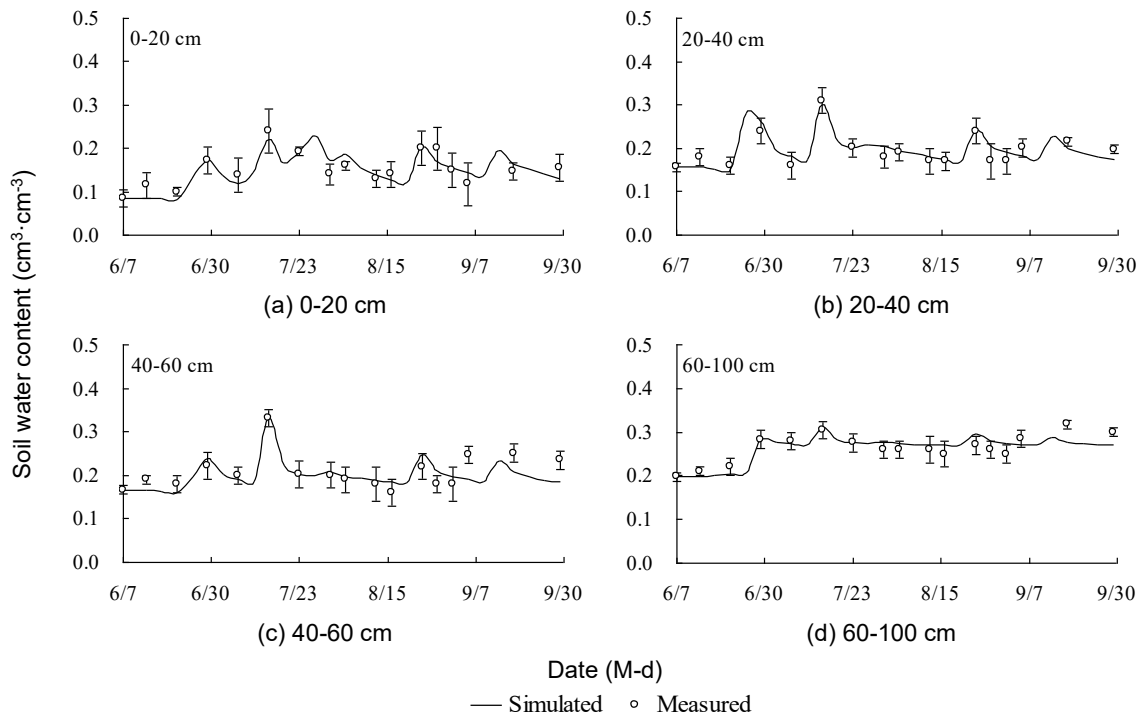 Soil water content (cm³·cm⁻³)
0.5
0.4
0.3
0.2
0.1
0.0
0-20 cm
6/7 6/30 7/23 8/15 9/7 9/30
(a) 0-20 cm
0.5
0.4
0.3
0.2
0.1
0.0
20-40 cm
6/7 6/30 7/23 8/15 9/7 9/30
(b) 20-40 cm
0.5
0.4
0.3
0.2
0.1
0.0
40-60 cm
6/7 6/30 7/23 8/15 9/7 9/30
(c) 40-60 cm
0.5
0.4
0.3
0.2
0.1
0.0
60-100 cm
6/7 6/30 7/23 8/15 9/7 9/30
(d) 60-100 cm
Date (M-d)
Simulated Measured